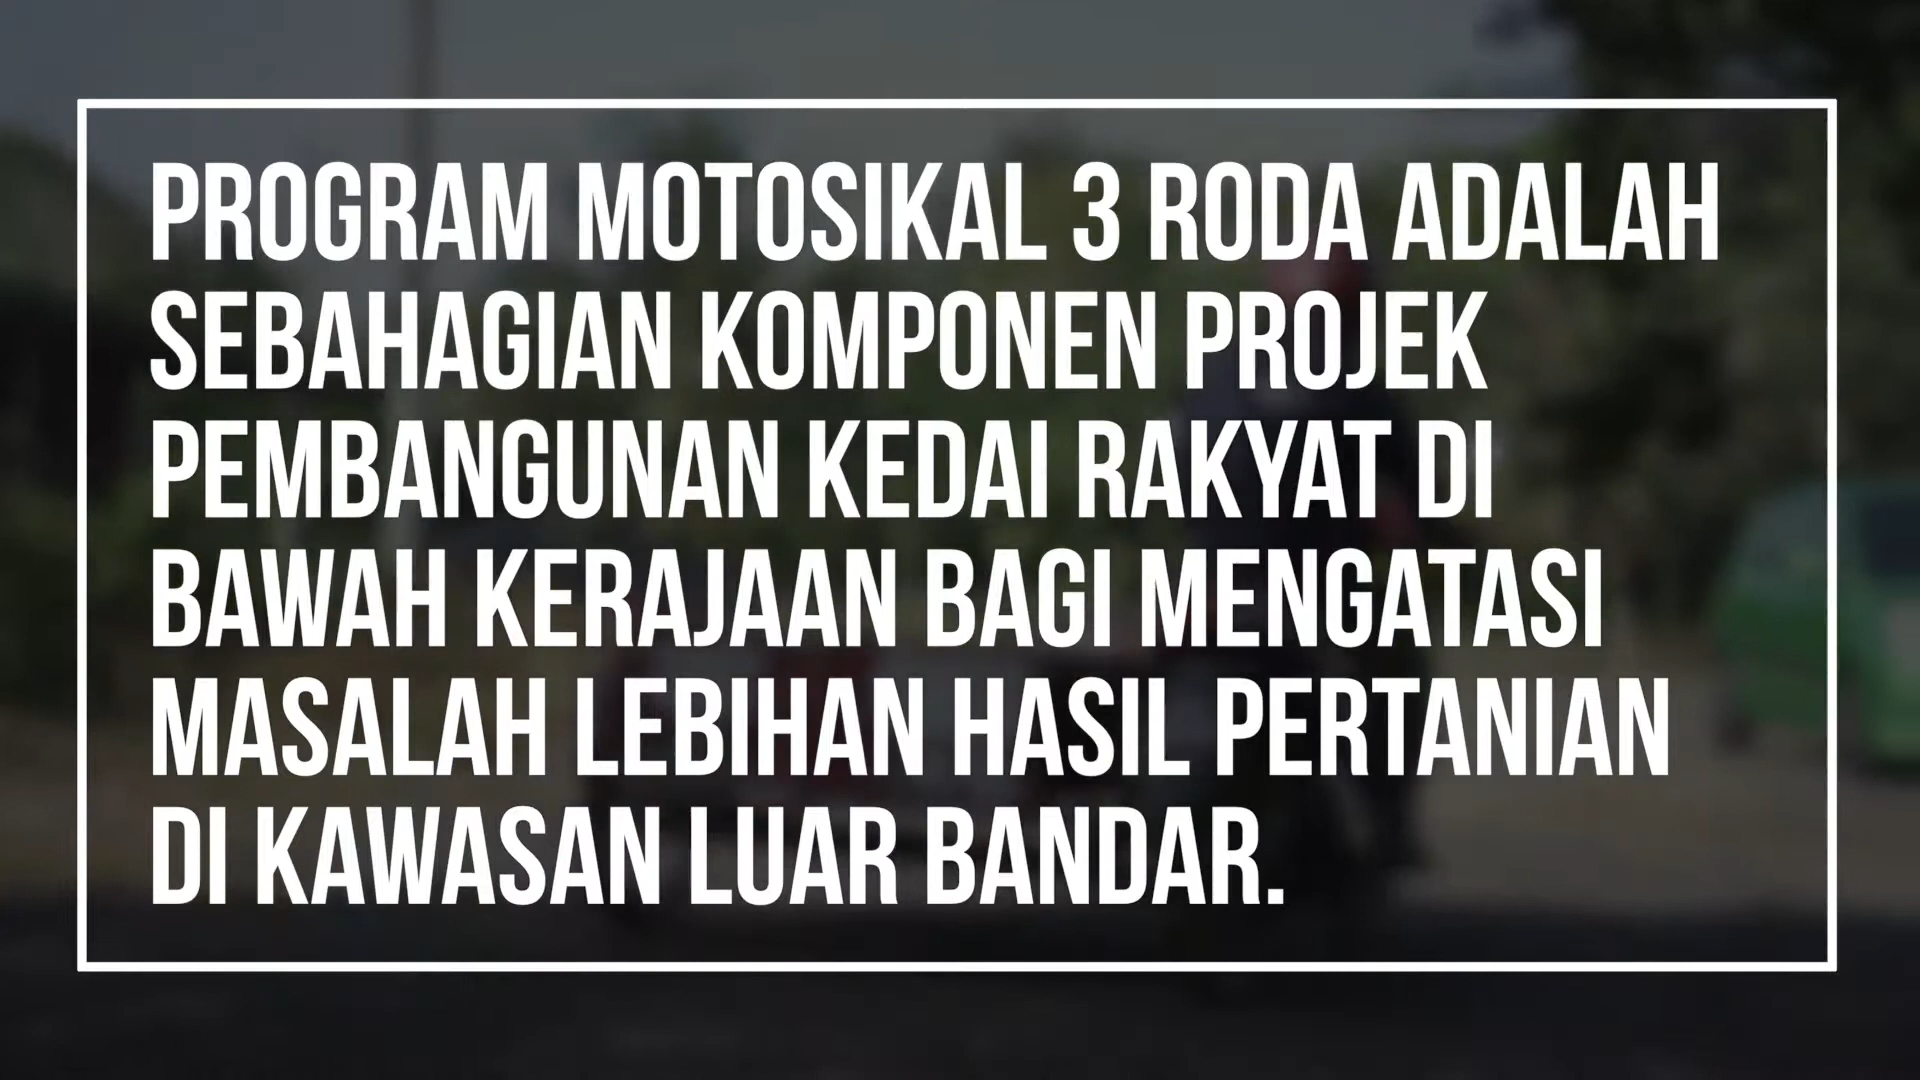 PROGRAM MOTOSIKAL 3 RODA ADALAH
SEBAHAGIAN KOMPONEN PROJEK
PEMBANGUNAN KEDAI RAKYAT DI
BAWAH KERAJAAN BAGI MENGATASI
MASALAH LEBIHAN HASIL PERTANIAN
DI KAWASAN LUAR BANDAR.